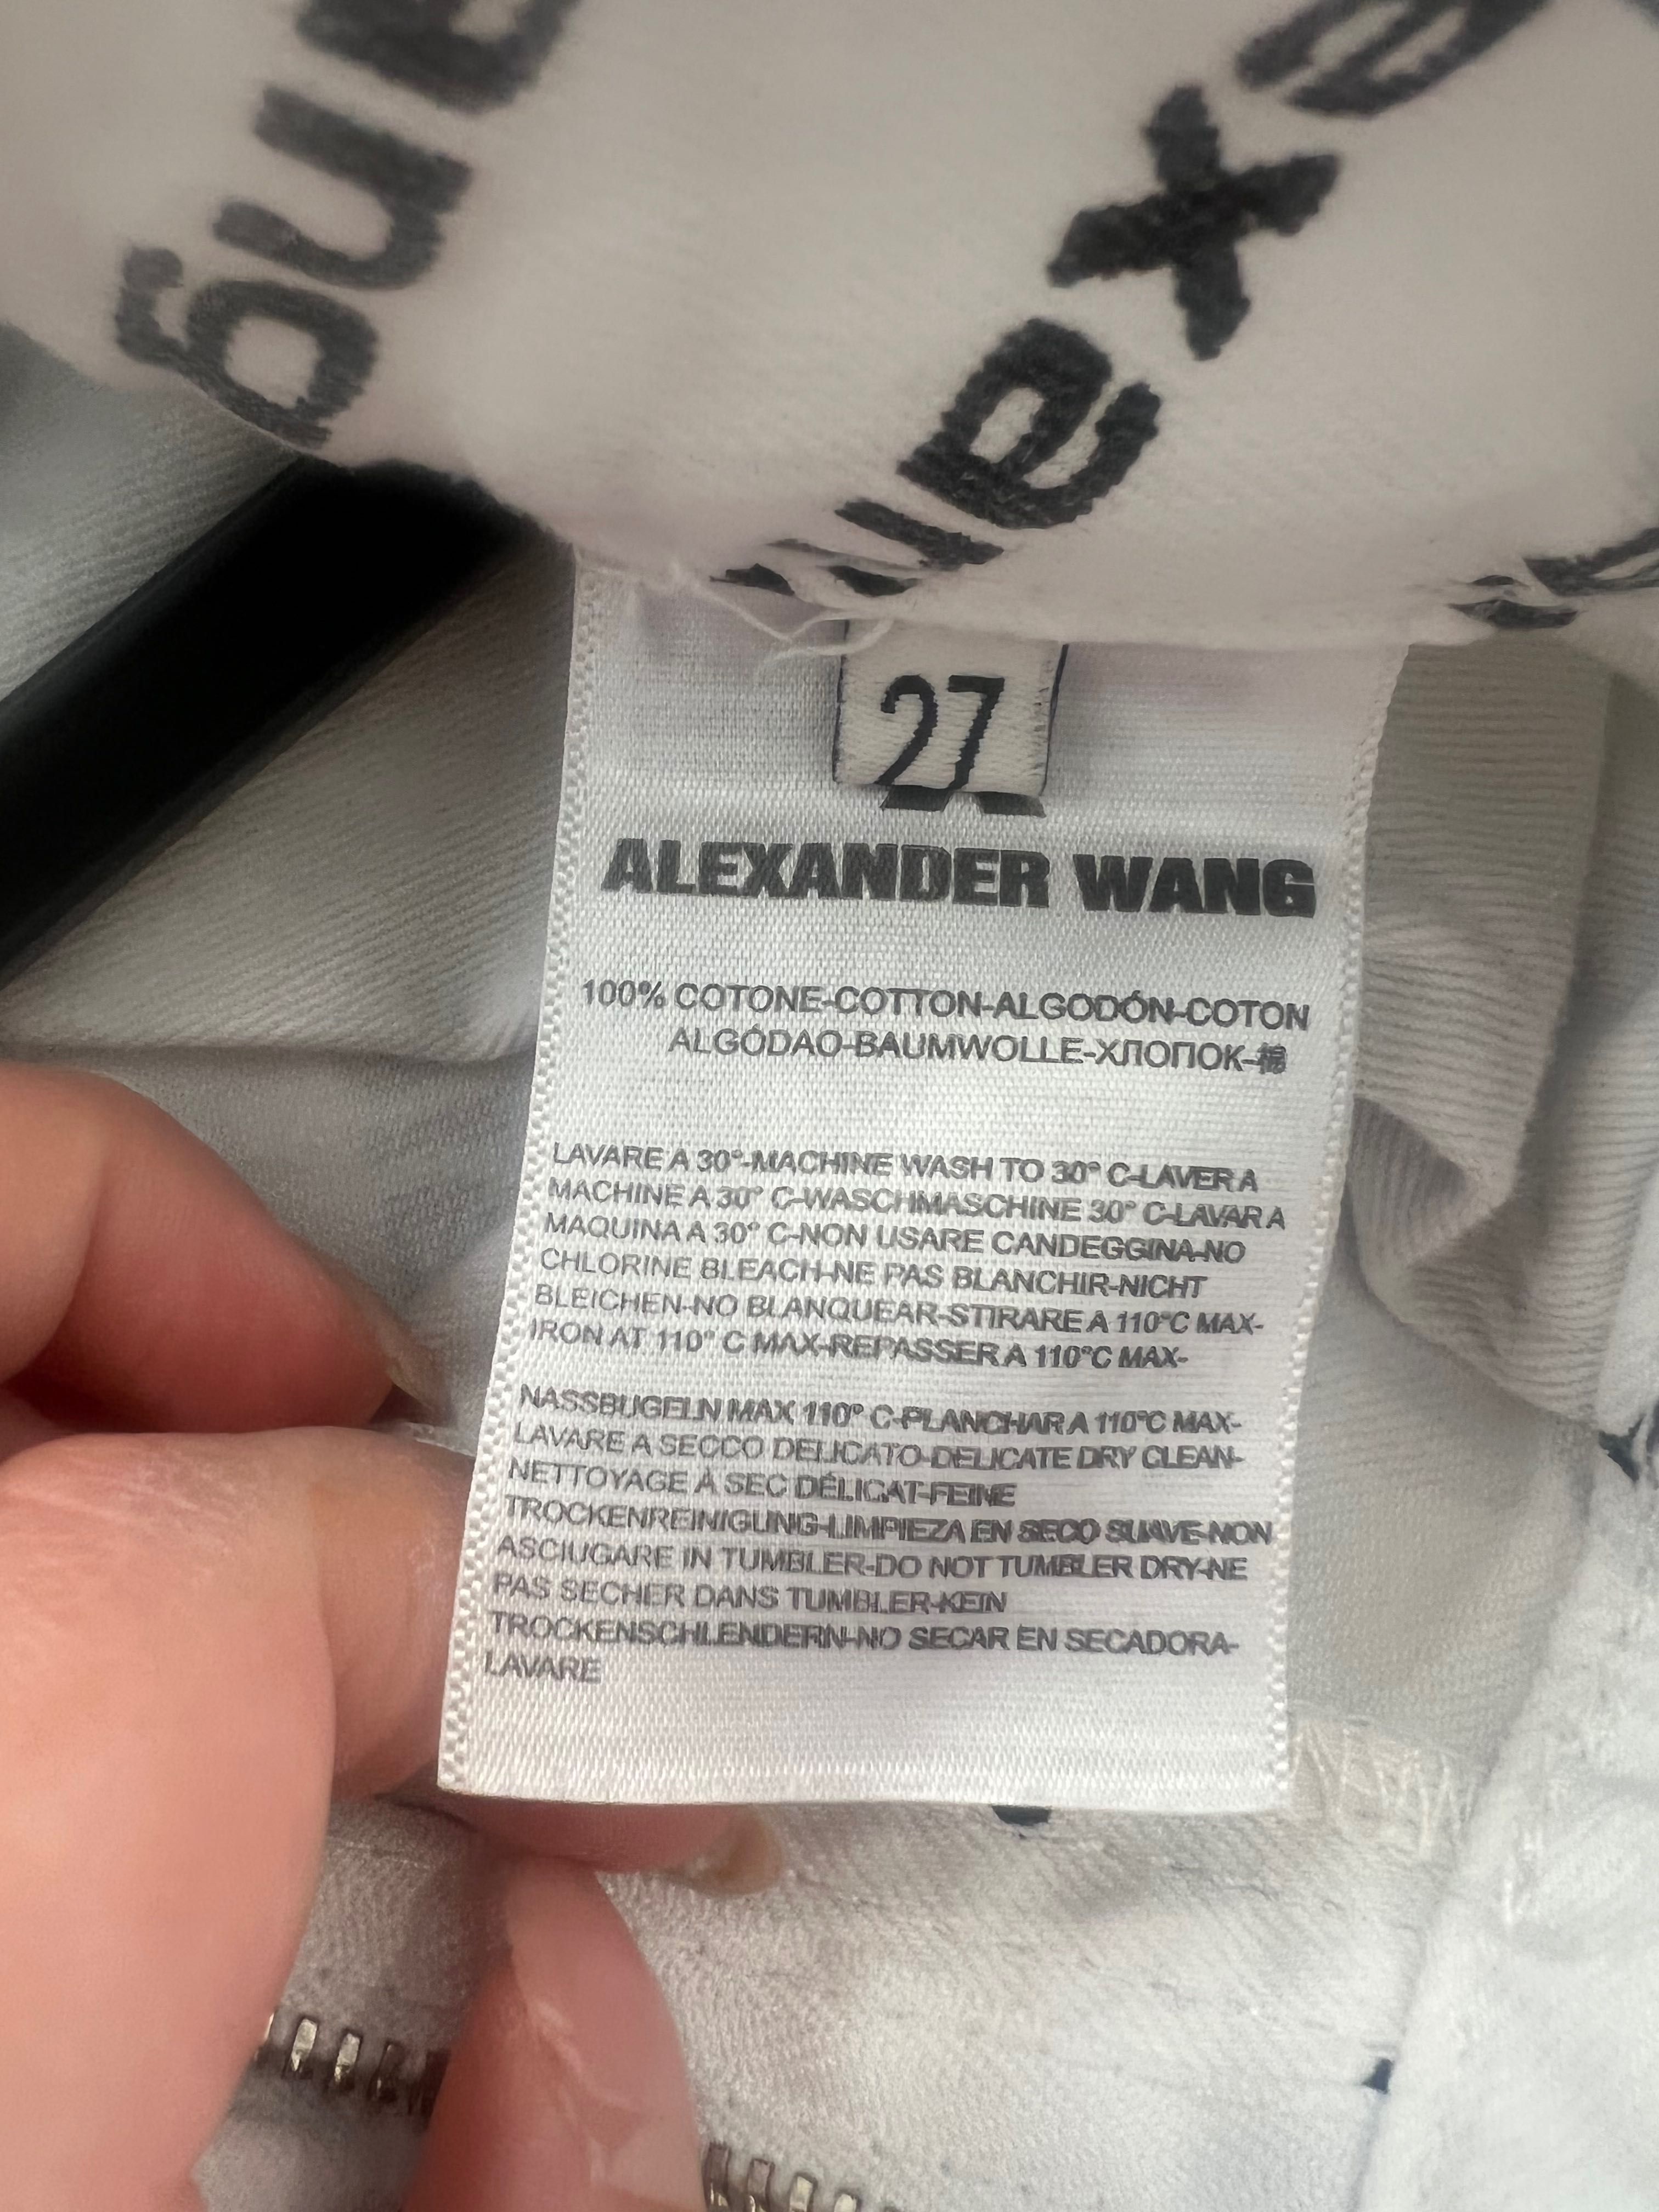 ang
exa
27
ALEXANDER WANG
100% COTONE-COTTON-ALGODÓN-COTON
ALGÓDAO-BAUMWOLLE-ХЛОПОК-棉
LAVARE A 30°-MACHINE WASH TO 30° C-LAVER A
MACHINE A 30° C-WASCHMASCHINE 30° C-LAVAR A
MAQUINA A 30° C-NON USARE CANDEGGINA-NO
CHLORINE BLEACH-NE PAS BLANCHIR-NICHT
BLEICHEN-NO BLANQUEAR-STIRARE A 110°C MAX-
IRON AT 110° C MAX-REPASSER A 110°C MAX-
NASSBUGELN MAX 110° C-PLANCHAR A 110°C MAX-
LAVARE A SECCO DELICATO-DELICATE DRY CLEAN-
NETTOYAGE À SEC DÉLICAT-FEINE
TROCKENREINIGUNG-LIMPIEZA EN SECO SUAVE-NON
ASCIUGARE IN TUMBLER-DO NOT TUMBLER DRY-NE
PAS SECHER DANS TUMBLER-KEIN
TROCKENSCHLENDERN-NO SECAR EN SECADORA-
LAVARE